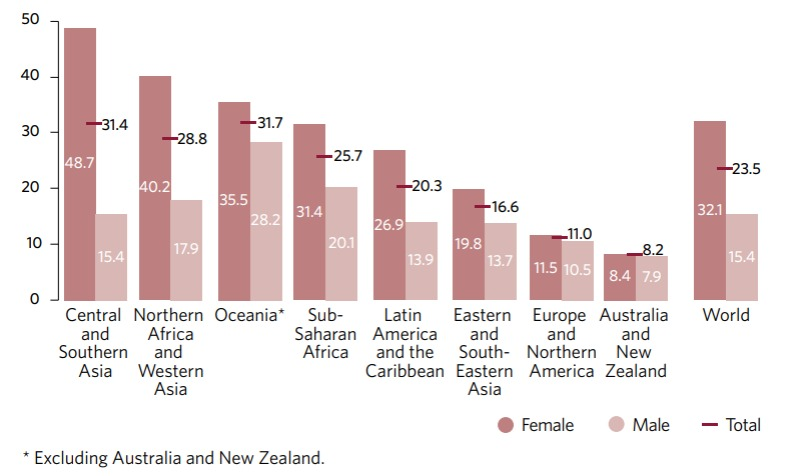 50
40
30
20
10
0
48.7
31.4
15.4
40.2
28.8
17.9
35.5
31.7
28.2
31.4
25.7
20.1
26.9
20.3
13.9
19.8
16.6
13.7
11.5
11.0
10.5
8.4
8.2
7.9
32.1
23.5
15.4
Central
and
Southern
Asia
Northern
Africa
and
Western
Asia
Oceania*
Sub-
Saharan
Africa
Latin
America
and the
Caribbean
Eastern
and
South-
Eastern
Asia
Europe
and
Northern
America
Australia
and
New
Zealand
World
Female
Male
Total
* Excluding Australia and New Zealand.